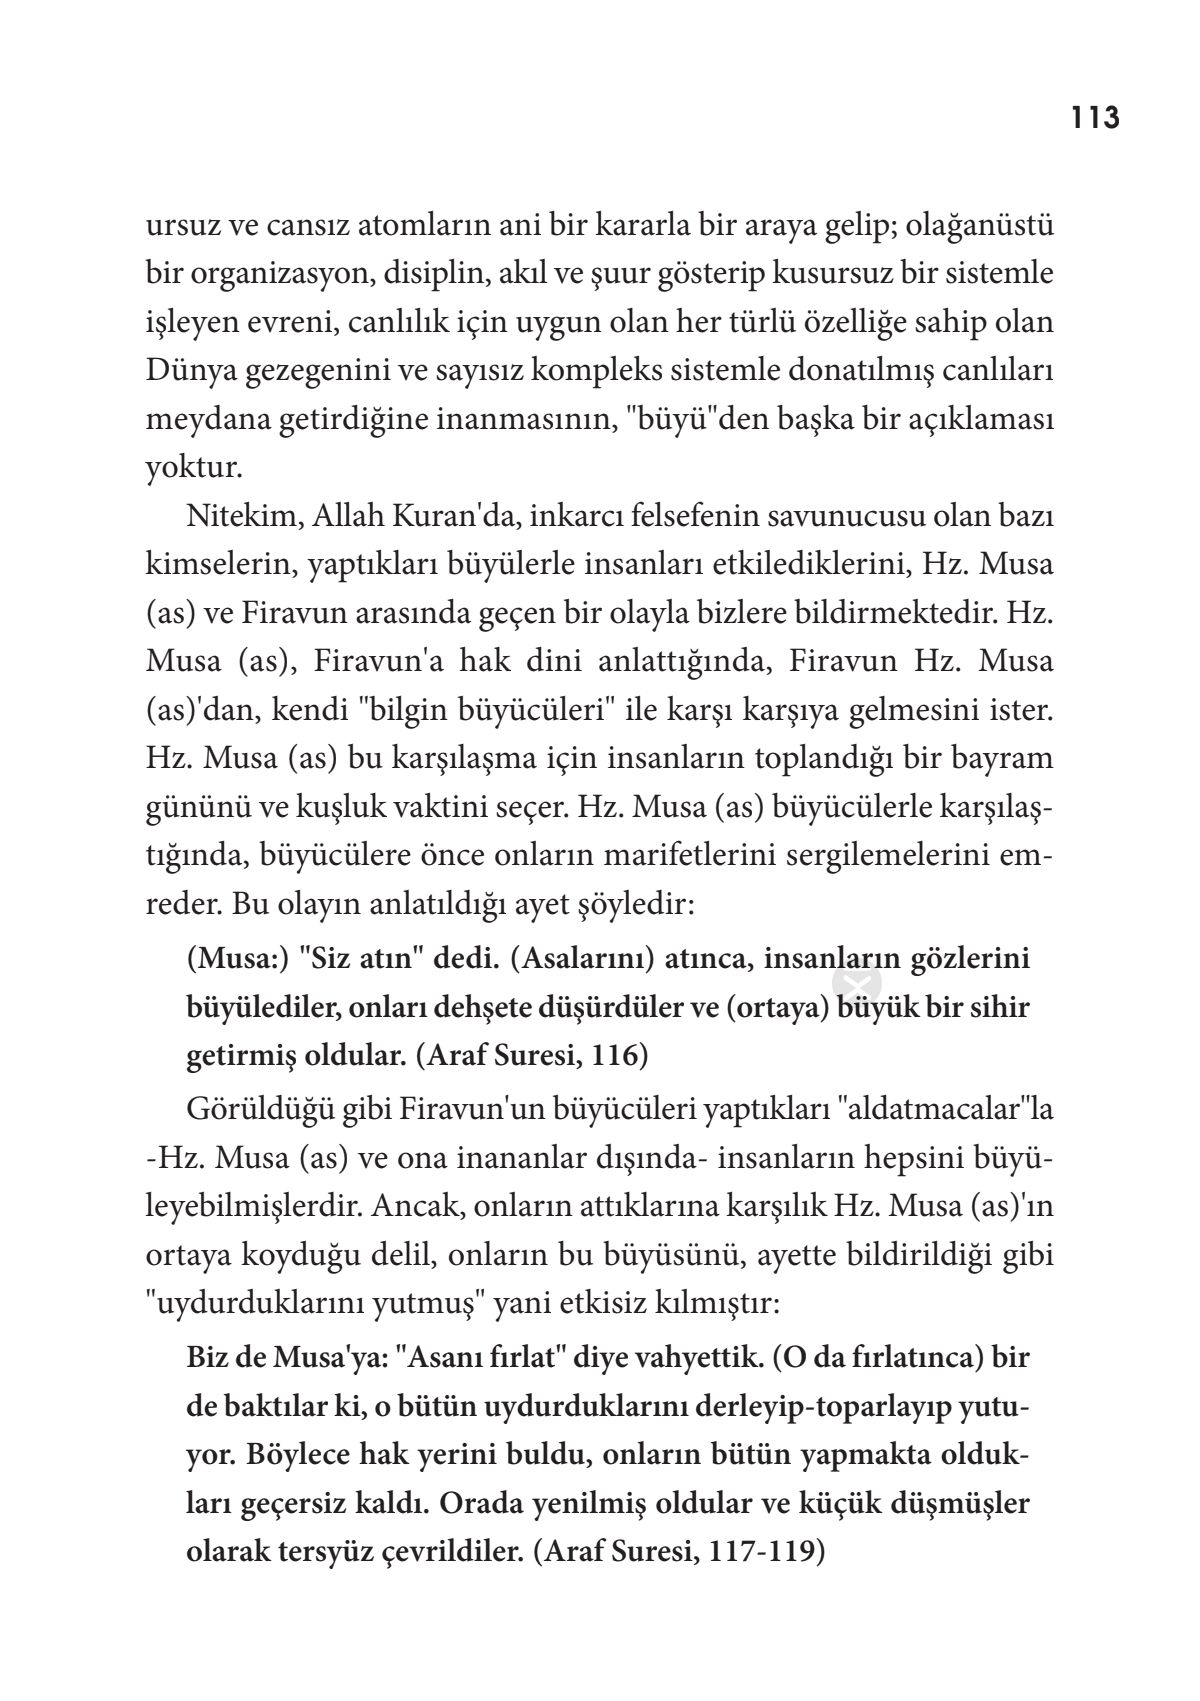 113
ursuz ve cansız atomların ani bir kararla bir araya gelip; olağanüstü
bir organizasyon, disiplin, akıl ve şuur gösterip kusursuz bir sistemle
işleyen evreni, canlılık için uygun olan her türlü özelliğe sahip olan
Dünya gezegenini ve sayısız kompleks sistemle donatılmış canlıları
meydana getirdiğine inanmasının, "büyü"den başka bir açıklaması
yoktur.
Nitekim, Allah Kuran'da, inkarcı felsefenin savunucusu olan bazı
kimselerin, yaptıkları büyülerle insanları etkilediklerini, Hz. Musa
(as) ve Firavun arasında geçen bir olayla bizlere bildirmektedir. Hz.
Musa (as), Firavun'a hak dini anlattığında, Firavun Hz. Musa
(as)'dan, kendi "bilgin büyücüleri" ile karşı karşıya gelmesini ister.
Hz. Musa (as) bu karşılaşma için insanların toplandığı bir bayram
gününü ve kuşluk vaktini seçer. Hz. Musa (as) büyücülerle karşılaş-
tığında, büyücülere önce onların marifetlerini sergilemelerini em-
reder. Bu olayın anlatıldığı ayet şöyledir:
(Musa:) "Siz atın" dedi. (Asalarını) atınca, insanların gözlerini
büyülediler, onları dehşete düşürdüler ve (ortaya) büyük bir sihir
getirmiş oldular. (Araf Suresi, 116)
Görüldüğü gibi Firavun'un büyücüleri yaptıkları "aldatmacalar"la
-Hz. Musa (as) ve ona inananlar dışında- insanların hepsini büyü-
leyebilmişlerdir. Ancak, onların attıklarına karşılık Hz. Musa (as)'ın
ortaya koyduğu delil, onların bu büyüsünü, ayette bildirildiği gibi
"uydurduklarını yutmuş" yani etkisiz kılmıştır:
Biz de Musa'ya: "Asanı fırlat" diye vahyettik. (O da fırlatınca) bir
de baktılar ki, o bütün uydurduklarını derleyip-toparlayıp yutu-
yor. Böylece hak yerini buldu, onların bütün yapmakta olduk-
ları geçersiz kaldı. Orada yenilmiş oldular ve küçük düşmüşler
olarak tersyüz çevrildiler. (Araf Suresi, 117-119)